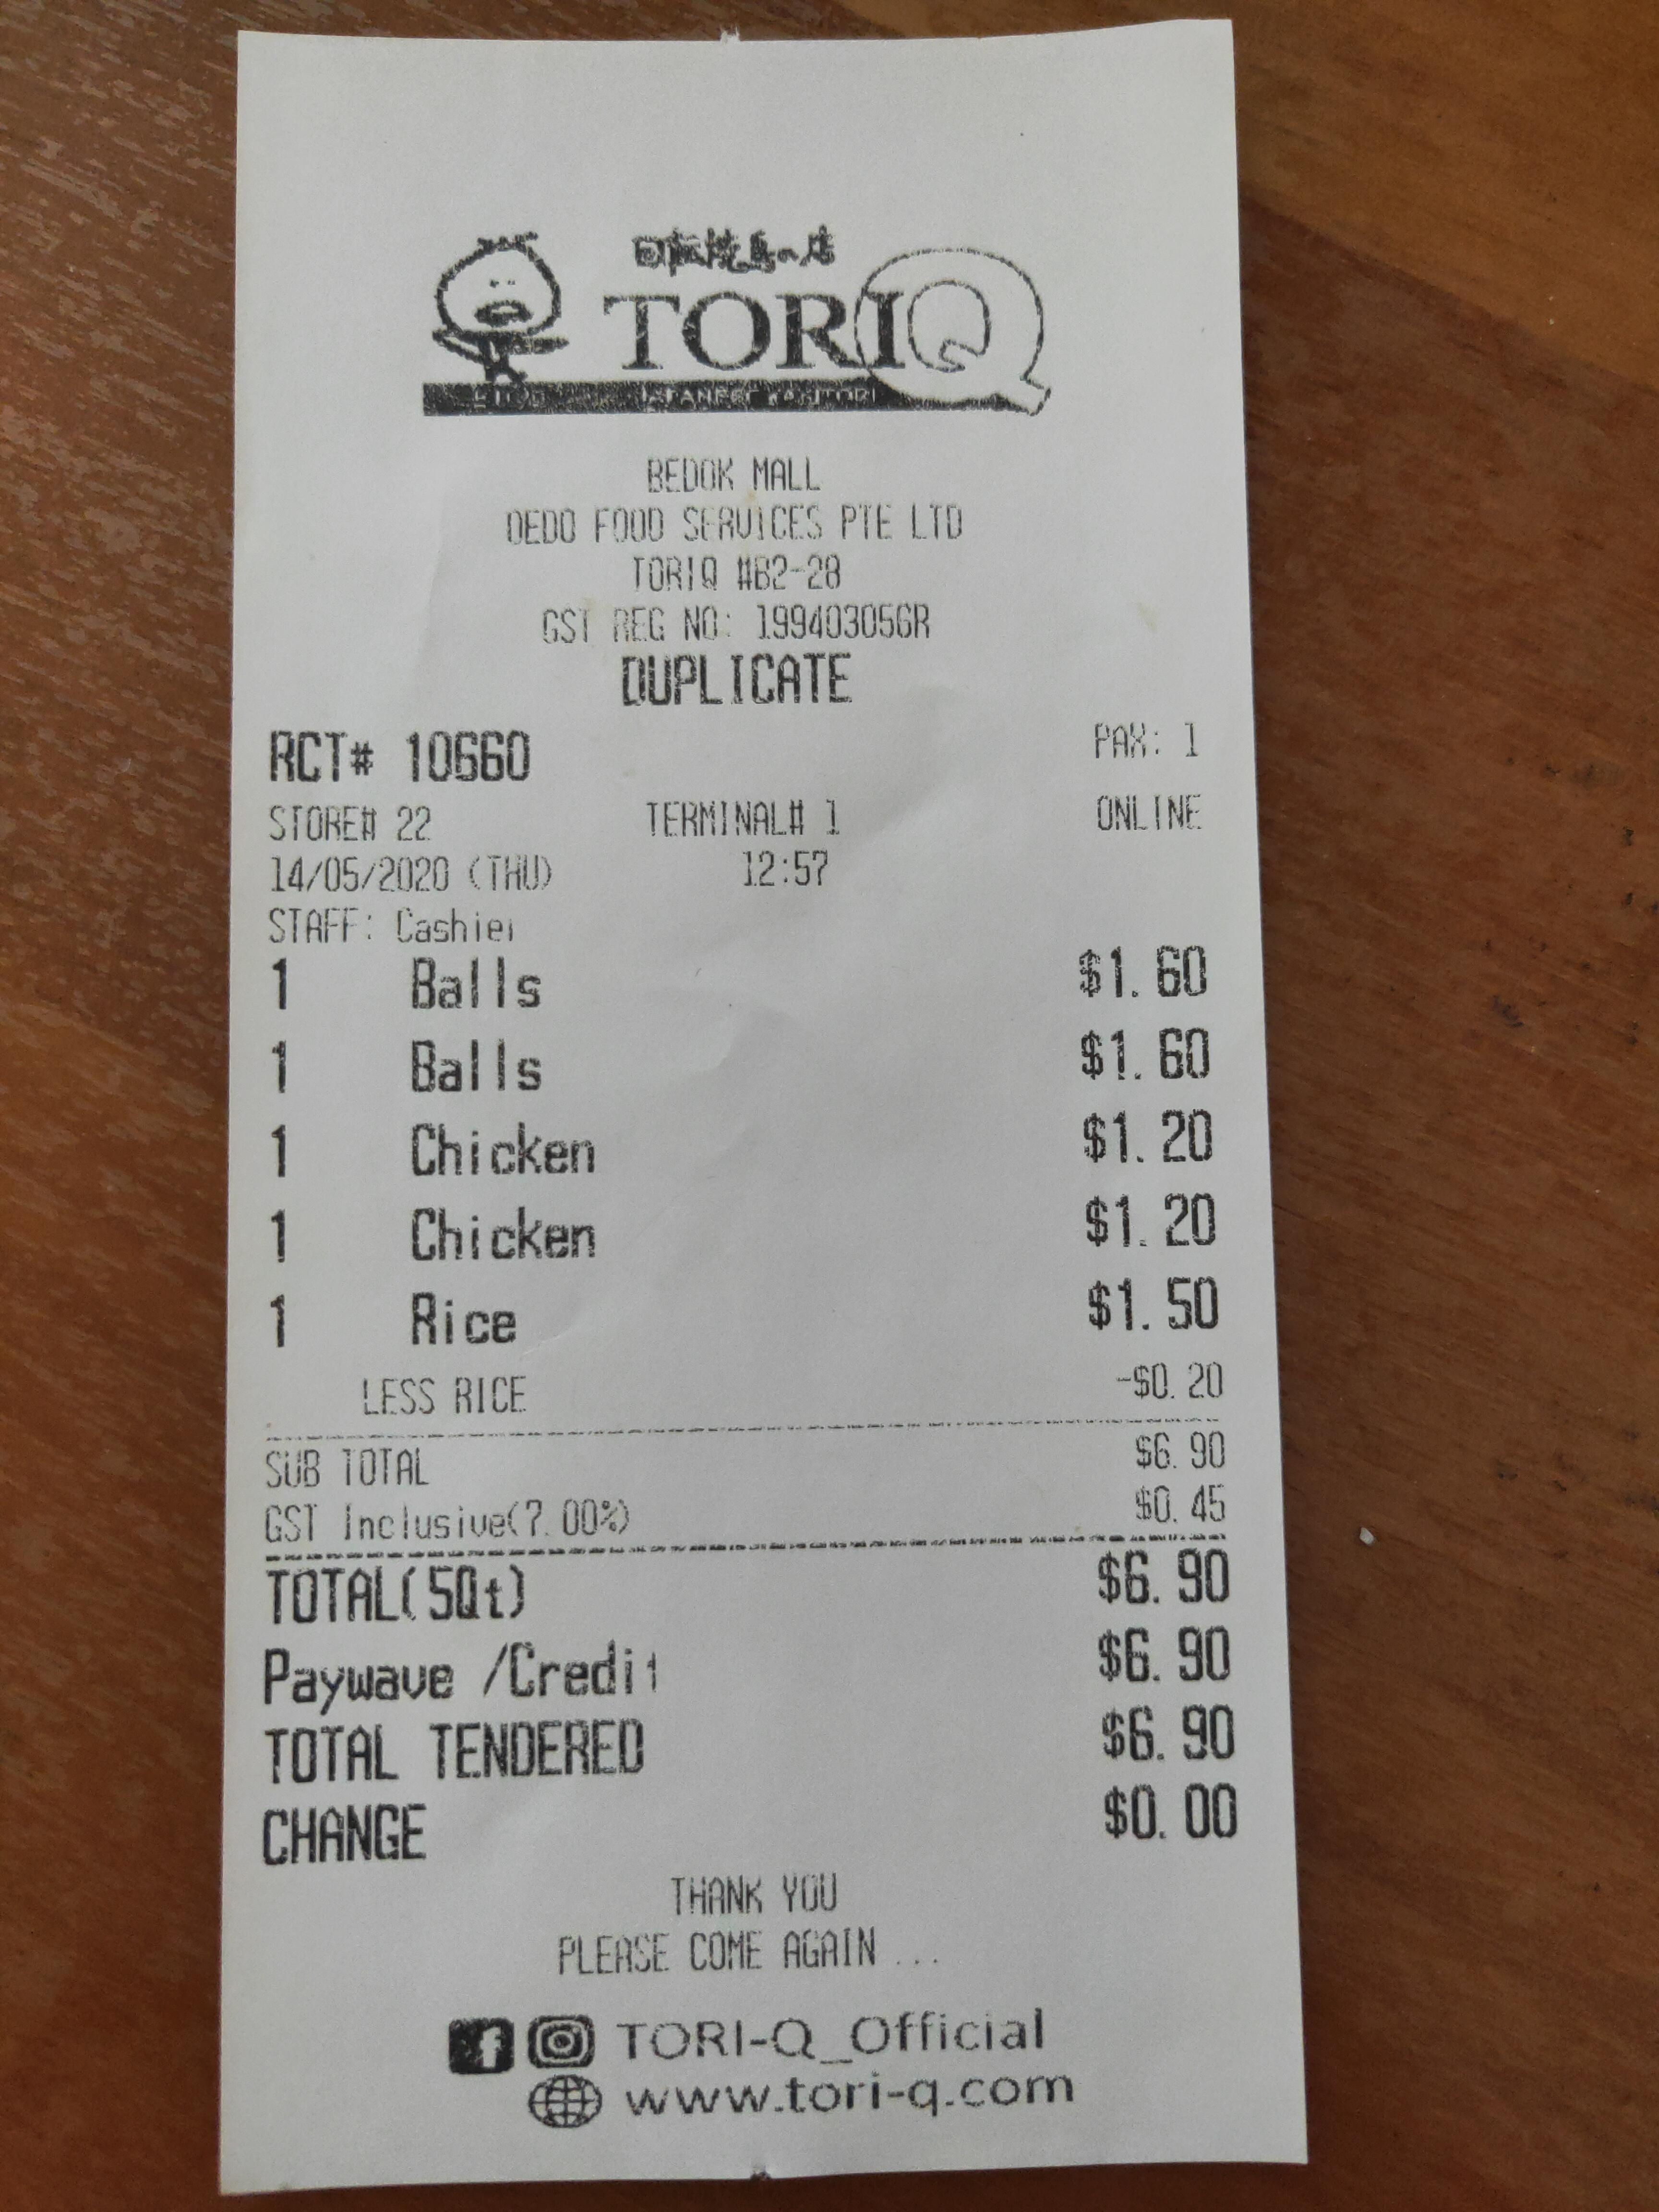 TORIQ
BEDOK MALL
OEDO FOOD SERVICES PTE LTD
TORIQ #B2-28
GST REG NO: 199403056R
DUPLICATE
RCT# 10660 PAX: 1
STORE# 22 TERMINAL# 1 ONLINE
14/05/2020 (THU) 12:57
STAFF: Cashier
1 Balls $1.60
1 Balls $1.60
1 Chicken $1.20
1 Chicken $1.20
1 Rice $1.50
LESS RICE -$0.20
SUB TOTAL $6.90
GST Inclusive(7.00%) $0.45
TOTAL(5Qt) $6.90
Paywave /Credit $6.90
TOTAL TENDERED $6.90
CHANGE $0.00
THANK YOU
PLEASE COME AGAIN ...
TORI-Q_Official
www.tori-q.com